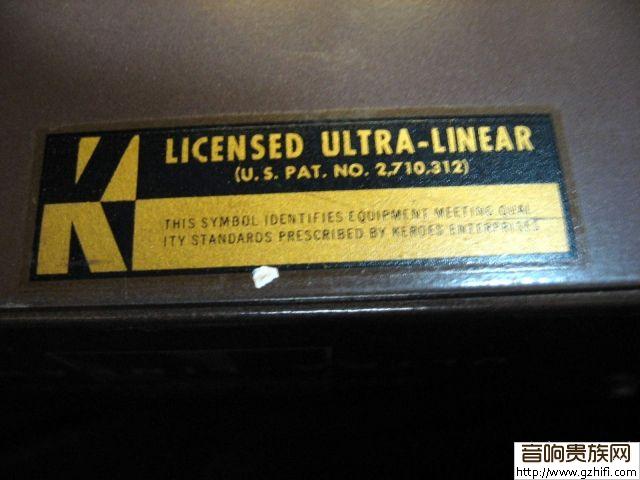 K
LICENSED ULTRA-LINEAR
(U. S. PAT. NO. 2,710,312)
THIS SYMBOL IDENTIFIES EQUIPMENT MEETING QUAL
ITY STANDARDS PRESCRIBED BY KEROES ENTERPRISES
音响贵族网
http://www.gzhifi.com/